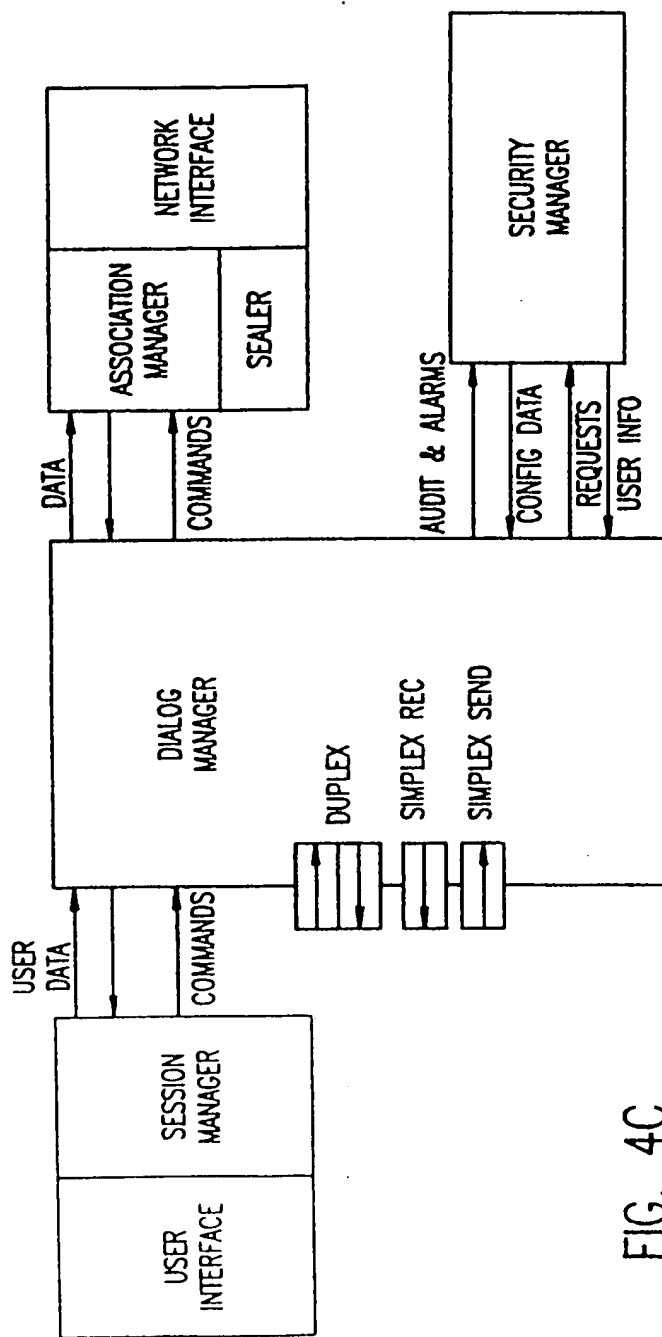 USER
INTERFACE
SESSION
MANAGER
USER
DATA
COMMANDS
DIALOG
MANAGER
DUPLEX
SIMPLEX REC
SIMPLEX SEND
DATA
COMMANDS
ASSOCIATION
MANAGER
SEALER
NETWORK
INTERFACE
AUDIT & ALARMS
CONFIG DATA
REQUESTS
USER INFO
SECURITY
MANAGER
FIG. 4C